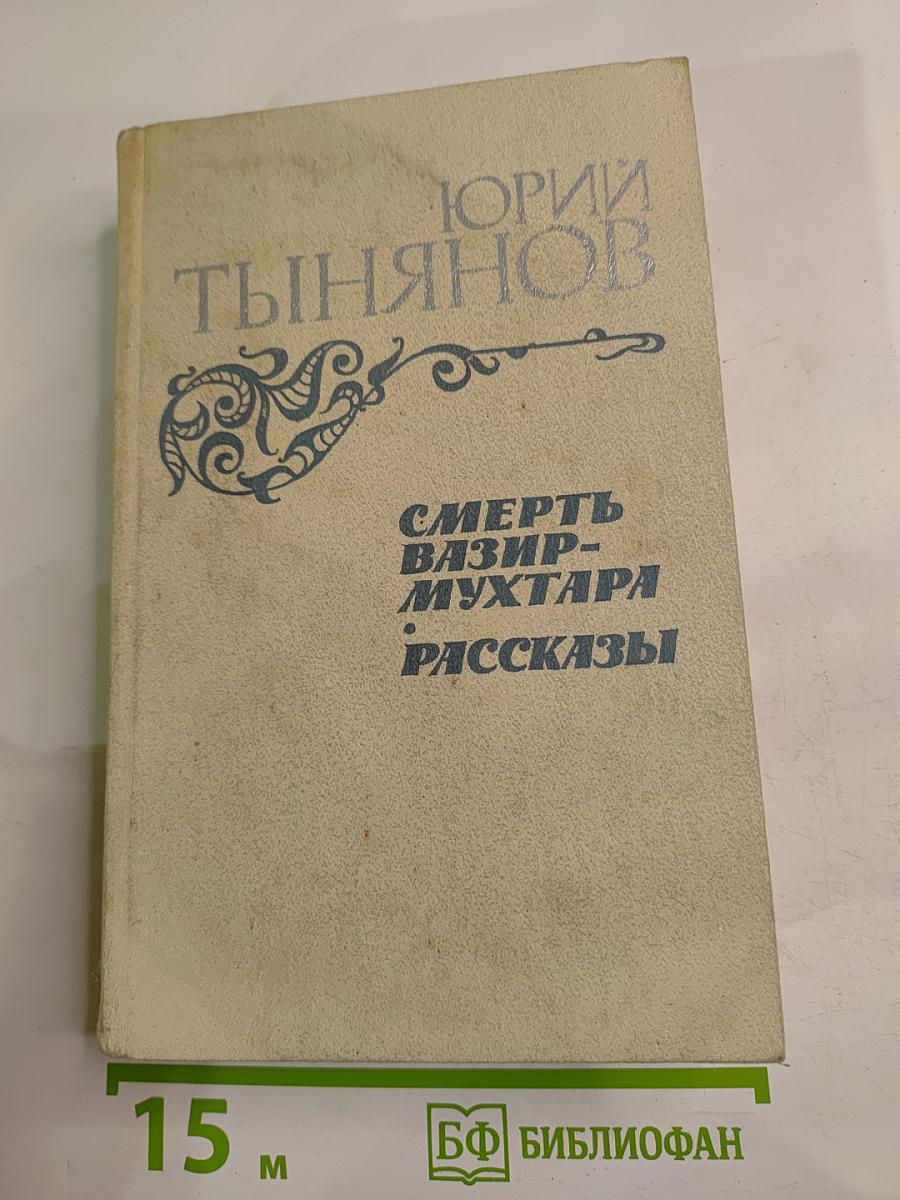 ЮРИЙ
ТЫНЯНОВ
СМЕРТЬ
ВАЗИР-
МУХТАРА
•
РАССКАЗЫ
15 м
БФ БИБЛИОФАН